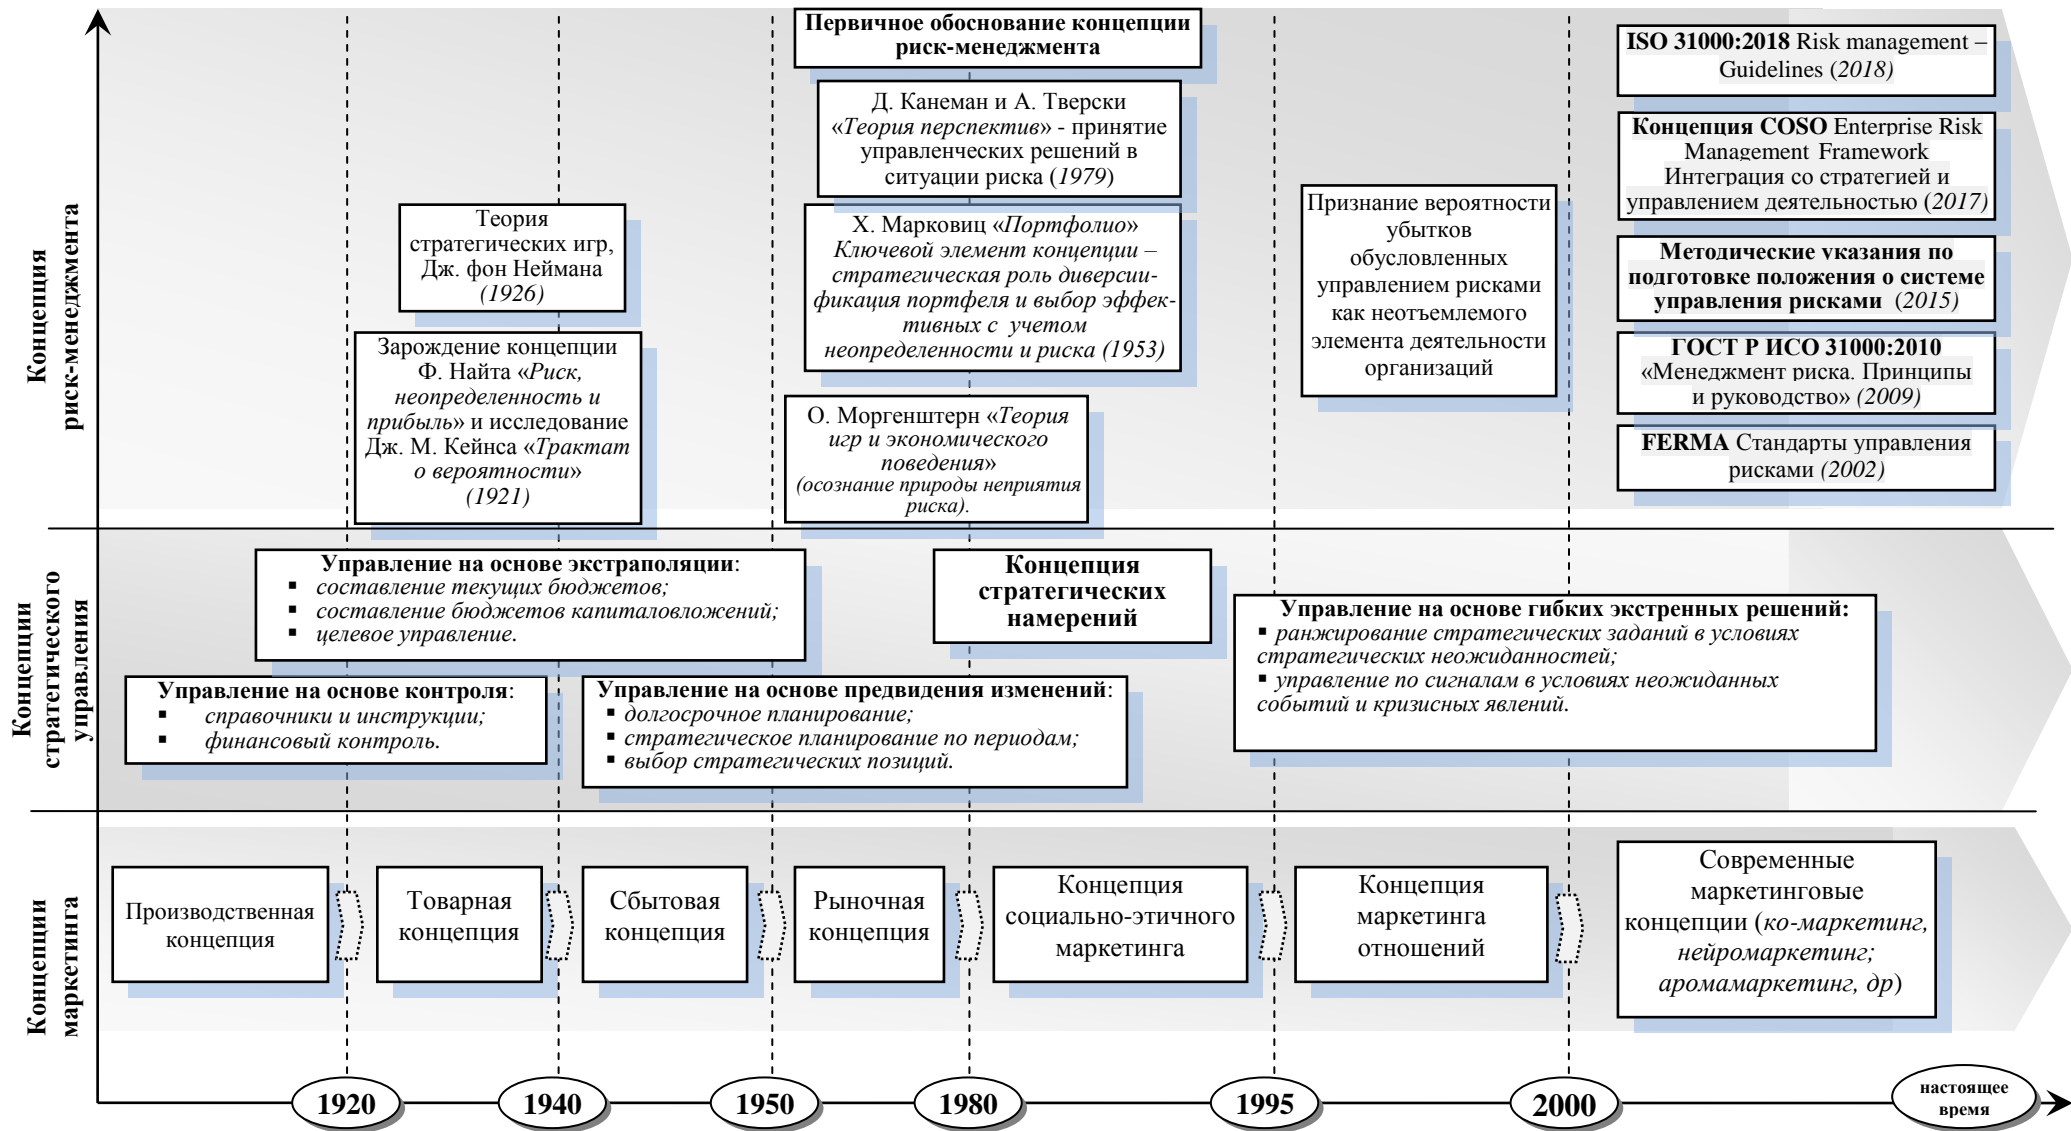 Концепция
риск-менеджмента
Первичное обоснование концепции
риск-менеджмента
Д. Канеман и А. Тверски
«Теория перспектив» - принятие
управленческих решений в
ситуации риска (1979)
Теория
стратегических игр,
Дж. фон Неймана
(1926)
Х. Марковиц «Портфолио»
Ключевой элемент концепции –
стратегическая роль диверси-
фикация портфеля и выбор эффек-
тивных с учетом
неопределенности и риска (1953)
Зарождение концепции
Ф. Найта «Риск,
неопределенность и
прибыль» и исследование
Дж. М. Кейнса «Трактат
о вероятности»
(1921)
О. Моргенштерн «Теория
игр и экономического
поведения»
(осознание природы неприятия
риска).
Признание вероятности
убытков
обусловленных
управлением рисками
как неотъемлемого
элемента деятельности
организаций
ISO 31000:2018 Risk management –
Guidelines (2018)
Концепция COSO Enterprise Risk
Management Framework
Интеграция со стратегией и
управлением деятельностью (2017)
Методические указания по
подготовке положения о системе
управления рисками (2015)
ГОСТ Р ИСО 31000:2010
«Менеджмент риска. Принципы
и руководство» (2009)
FERMA Стандарты управления
рисками (2002)
Концепции
стратегического
управления
Управление на основе экстраполяции:
▪ составление текущих бюджетов;
▪ составление бюджетов капиталовложений;
▪ целевое управление.
Управление на основе контроля:
▪ справочники и инструкции;
▪ финансовый контроль.
Управление на основе предвидения изменений:
▪ долгосрочное планирование;
▪ стратегическое планирование по периодам;
▪ выбор стратегических позиций.
Концепция
стратегических
намерений
Управление на основе гибких экстренных решений:
▪ ранжирование стратегических заданий в условиях
стратегических неожиданностей;
▪ управление по сигналам в условиях неожиданных
событий и кризисных явлений.
Концепции
маркетинга
Производственная
концепция
Товарная
концепция
Сбытовая
концепция
Рыночная
концепция
Концепция
социально-этичного
маркетинга
Концепция
маркетинга
отношений
Современные
маркетинговые
концепции (ко-маркетинг,
нейромаркетинг;
аромамаркетинг, др)
1920
1940
1950
1980
1995
2000
настоящее
время